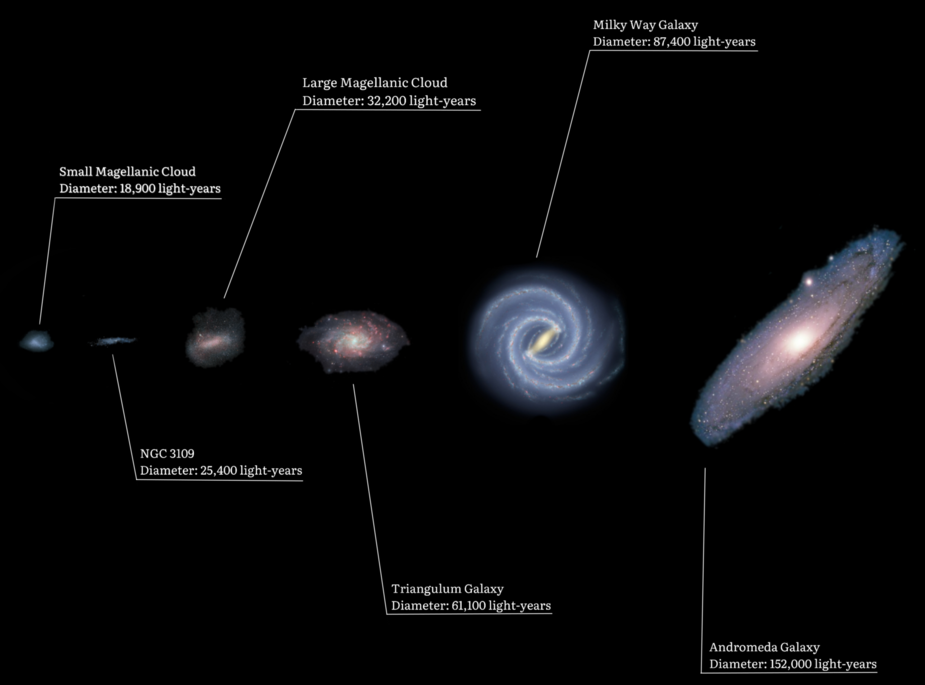 Milky Way Galaxy
Diameter: 87,400 light-years
Large Magellanic Cloud
Diameter: 32,200 light-years
Small Magellanic Cloud
Diameter: 18,900 light-years
NGC 3109
Diameter: 25,400 light-years
Triangulum Galaxy
Diameter: 61,100 light-years
Andromeda Galaxy
Diameter: 152,000 light-years